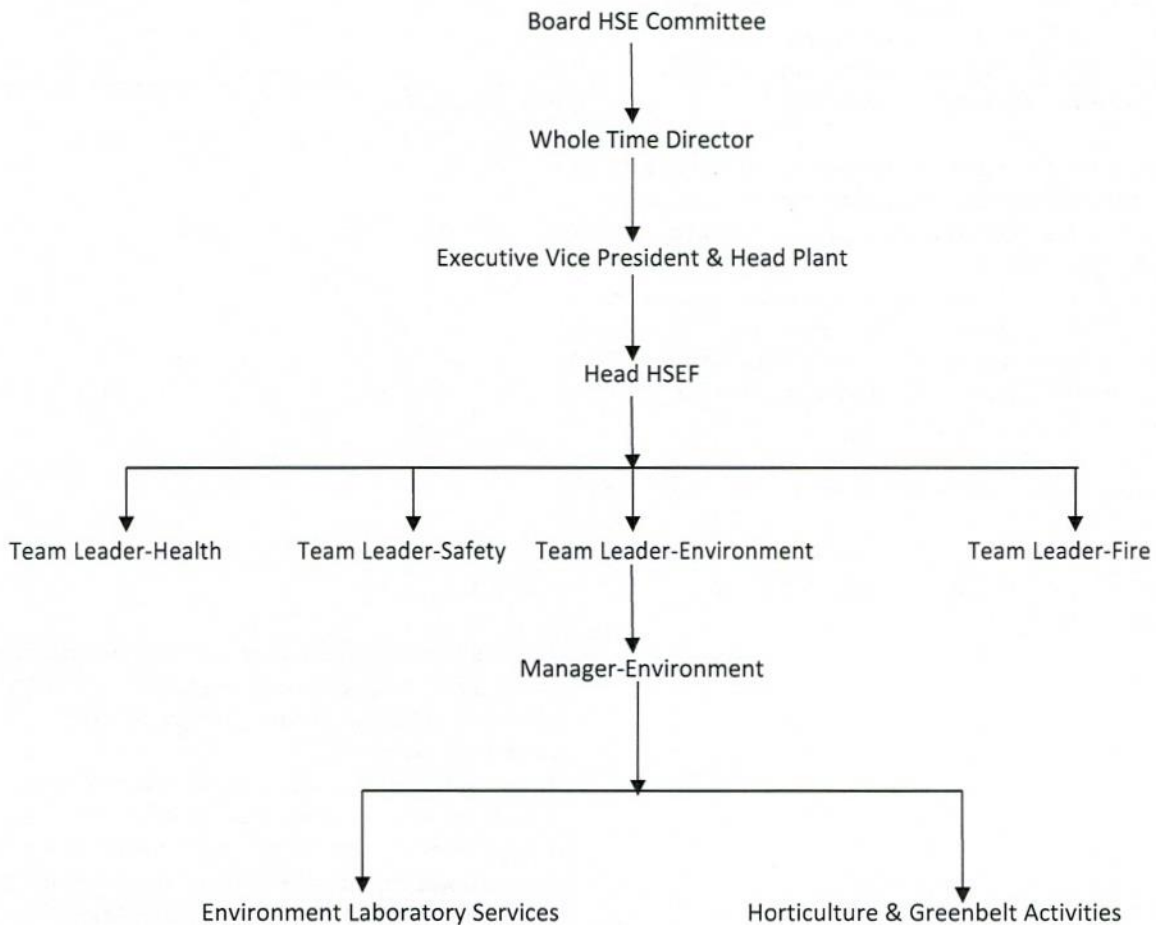 Board HSE Committee
Whole Time Director
Executive Vice President & Head Plant
Head HSEF
Team Leader-Health
Team Leader-Safety
Team Leader-Environment
Team Leader-Fire
Manager-Environment
Environment Laboratory Services
Horticulture & Greenbelt Activities